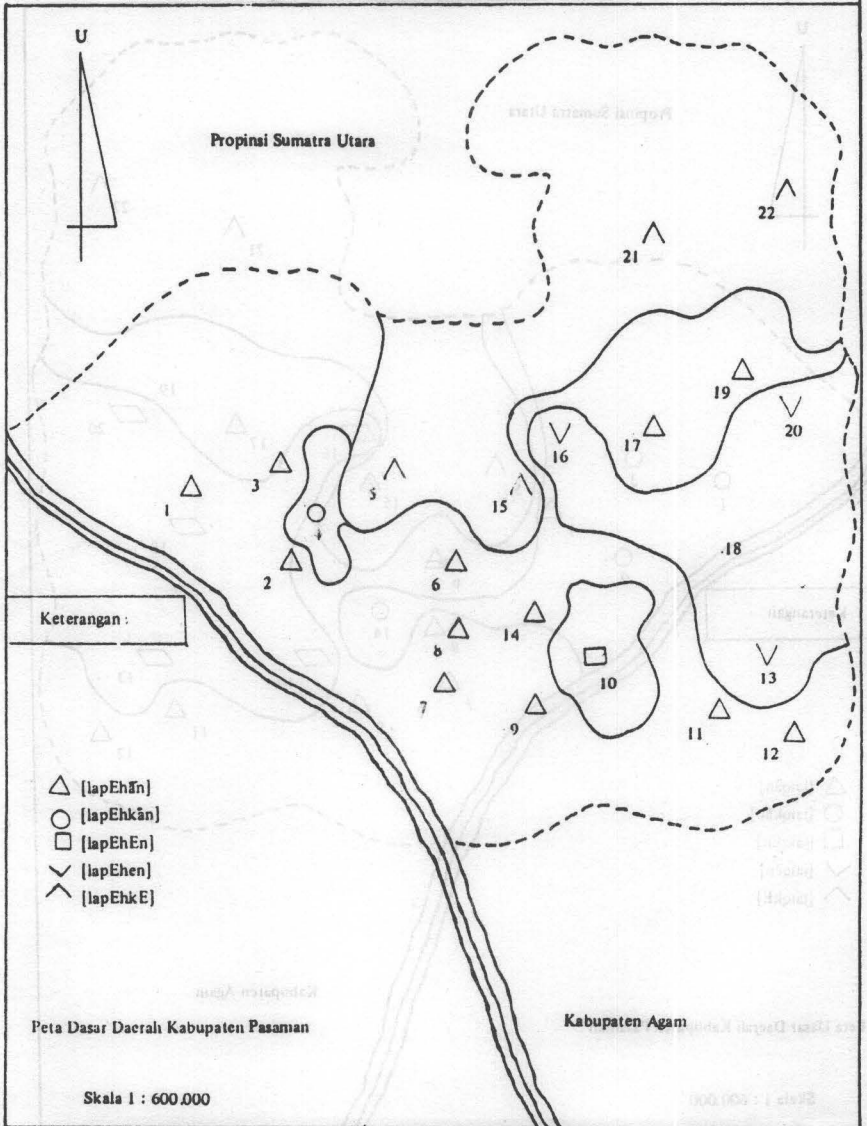 U
Propinsi Sumatra Utara
22
21
19
20
17
16
3
5
15
1
4
18
2
6
Keterangan :
14
8
10
13
7
9
11
12
[lapEhãn]
[lapEhkãn]
[lapEhEn]
[lapEhen]
[lapEhkE]
Peta Dasar Daerah Kabupaten Pasaman
Kabupaten Agam
Skala 1 : 600.000